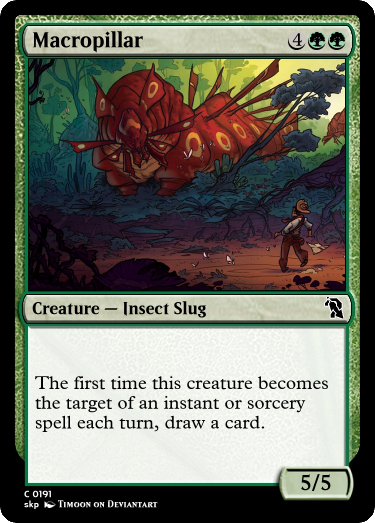 Macropillar 4
Creature — Insect Slug
The first time this creature becomes
the target of an instant or sorcery
spell each turn, draw a card.
5/5
C 0191
skp Timoon on Deviantart